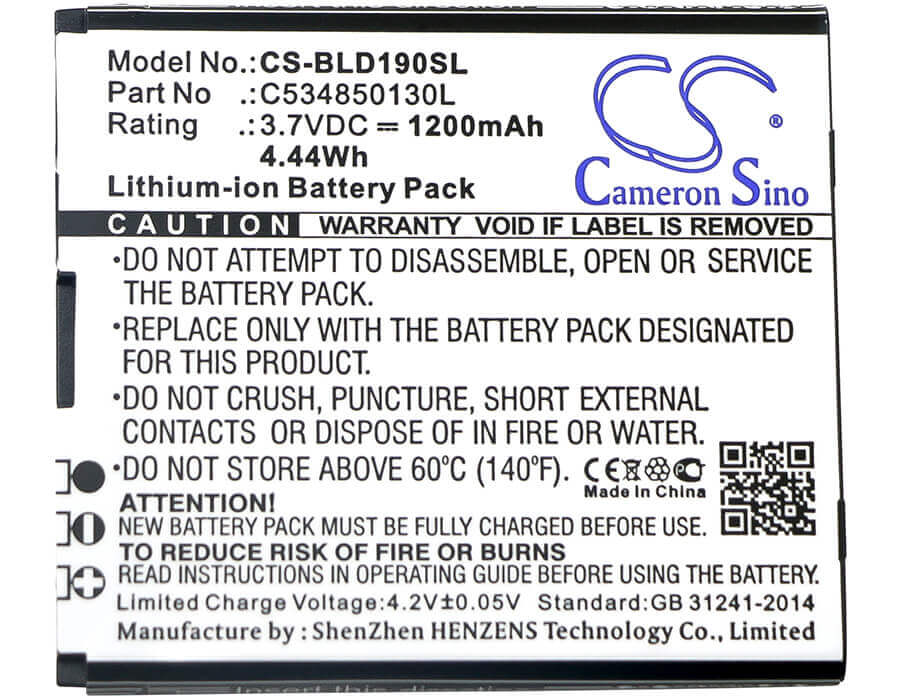 Model No.: CS-BLD190SL
Part No .: C534850130L
Rating .: 3.7VDC ⎓ 1200mAh
4.44Wh
Lithium-ion Battery Pack
CS®
Cameron Sino
CAUTION WARRANTY VOID IF LABEL IS REMOVED
•DO NOT ATTEMPT TO DISASSEMBLE, OPEN OR SERVICE
THE BATTERY PACK.
•REPLACE ONLY WITH THE BATTERY PACK DESIGNATED
FOR THIS PRODUCT.
•DO NOT CRUSH, PUNCTURE, SHORT EXTERNAL
CONTACTS OR DISPOSE OF IN FIRE OR WATER.
•DO NOT STORE ABOVE 60°C (140°F).
CE
Made In China
ATTENTION!
NEW BATTERY PACK MUST BE FULLY CHARGED BEFORE USE.
TO REDUCE RISK OF FIRE OR BURNS
READ INSTRUCTIONS IN OPERATING GUIDE BEFORE USE.
Limited Charge Voltage:4.2V±0.05V Standard:GB 31241-2014
Manufacture by : ShenZhen HENZENS Technology Co., Limited